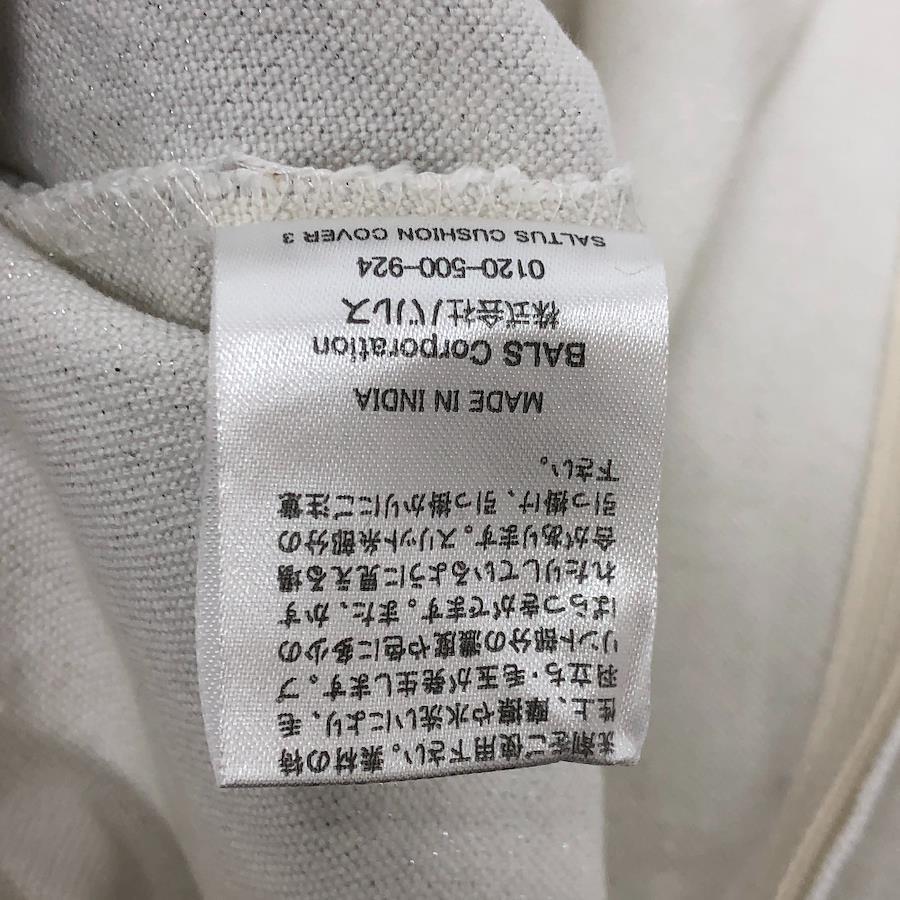 洗剤をご使用下さい。素材の特
性上、摩擦や水洗いにより、毛
羽立ち・毛玉が発生します。プ
リント部分の濃度や色に多少の
ばらつきがでます。また、かす
れたりしているように見える場
合があります。スリット糸部分の
引っ掛け、引っ掛かりにご注意
下さい。
MADE IN INDIA
BALS Corporation
株式会社バルス
0120-500-924
SALTUS CUSHION COVER 3